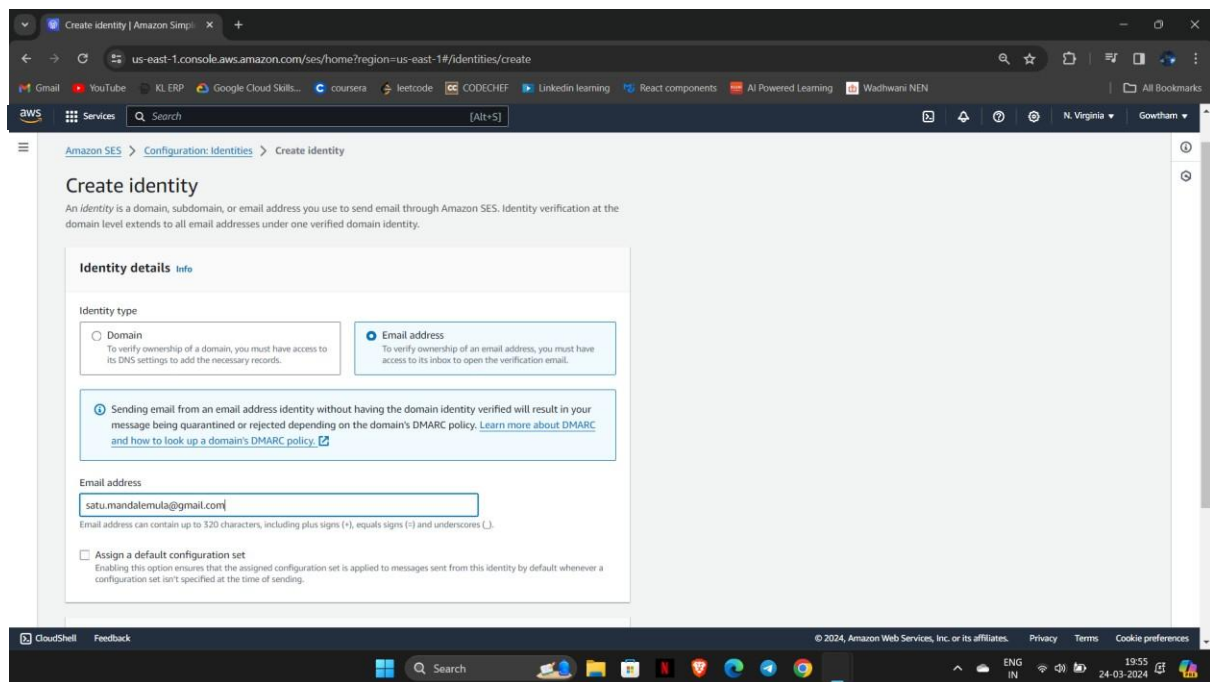 Create identity | Amazon Simpl
us-east-1.console.aws.amazon.com/ses/home?region=us-east-1#/identities/create
Gmail YouTube KL ERP Google Cloud Skills... coursera leetcode CODECHEF Linkedin learning React components AI Powered Learning Wadhwani NEN All Bookmarks
aws Services Search [Alt+S] N. Virginia Gowtham
Amazon SES > Configuration: Identities > Create identity
Create identity
An identity is a domain, subdomain, or email address you use to send email through Amazon SES. Identity verification at the
domain level extends to all email addresses under one verified domain identity.
Identity details Info
Identity type
Domain
To verify ownership of a domain, you must have access to
its DNS settings to add the necessary records.
Email address
To verify ownership of an email address, you must have
access to its inbox to open the verification email.
Sending email from an email address identity without having the domain identity verified will result in your
message being quarantined or rejected depending on the domain's DMARC policy. Learn more about DMARC
and how to look up a domain's DMARC policy.
Email address
satu.mandalemula@gmail.com
Email address can contain up to 320 characters, including plus signs (+), equals signs (=) and underscores (_).
Assign a default configuration set
Enabling this option ensures that the assigned configuration set is applied to messages sent from this identity by default whenever a
configuration set isn't specified at the time of sending.
CloudShell Feedback © 2024, Amazon Web Services, Inc. or its affiliates. Privacy Terms Cookie preferences
Search ENG 19:55
IN 24-03-2024